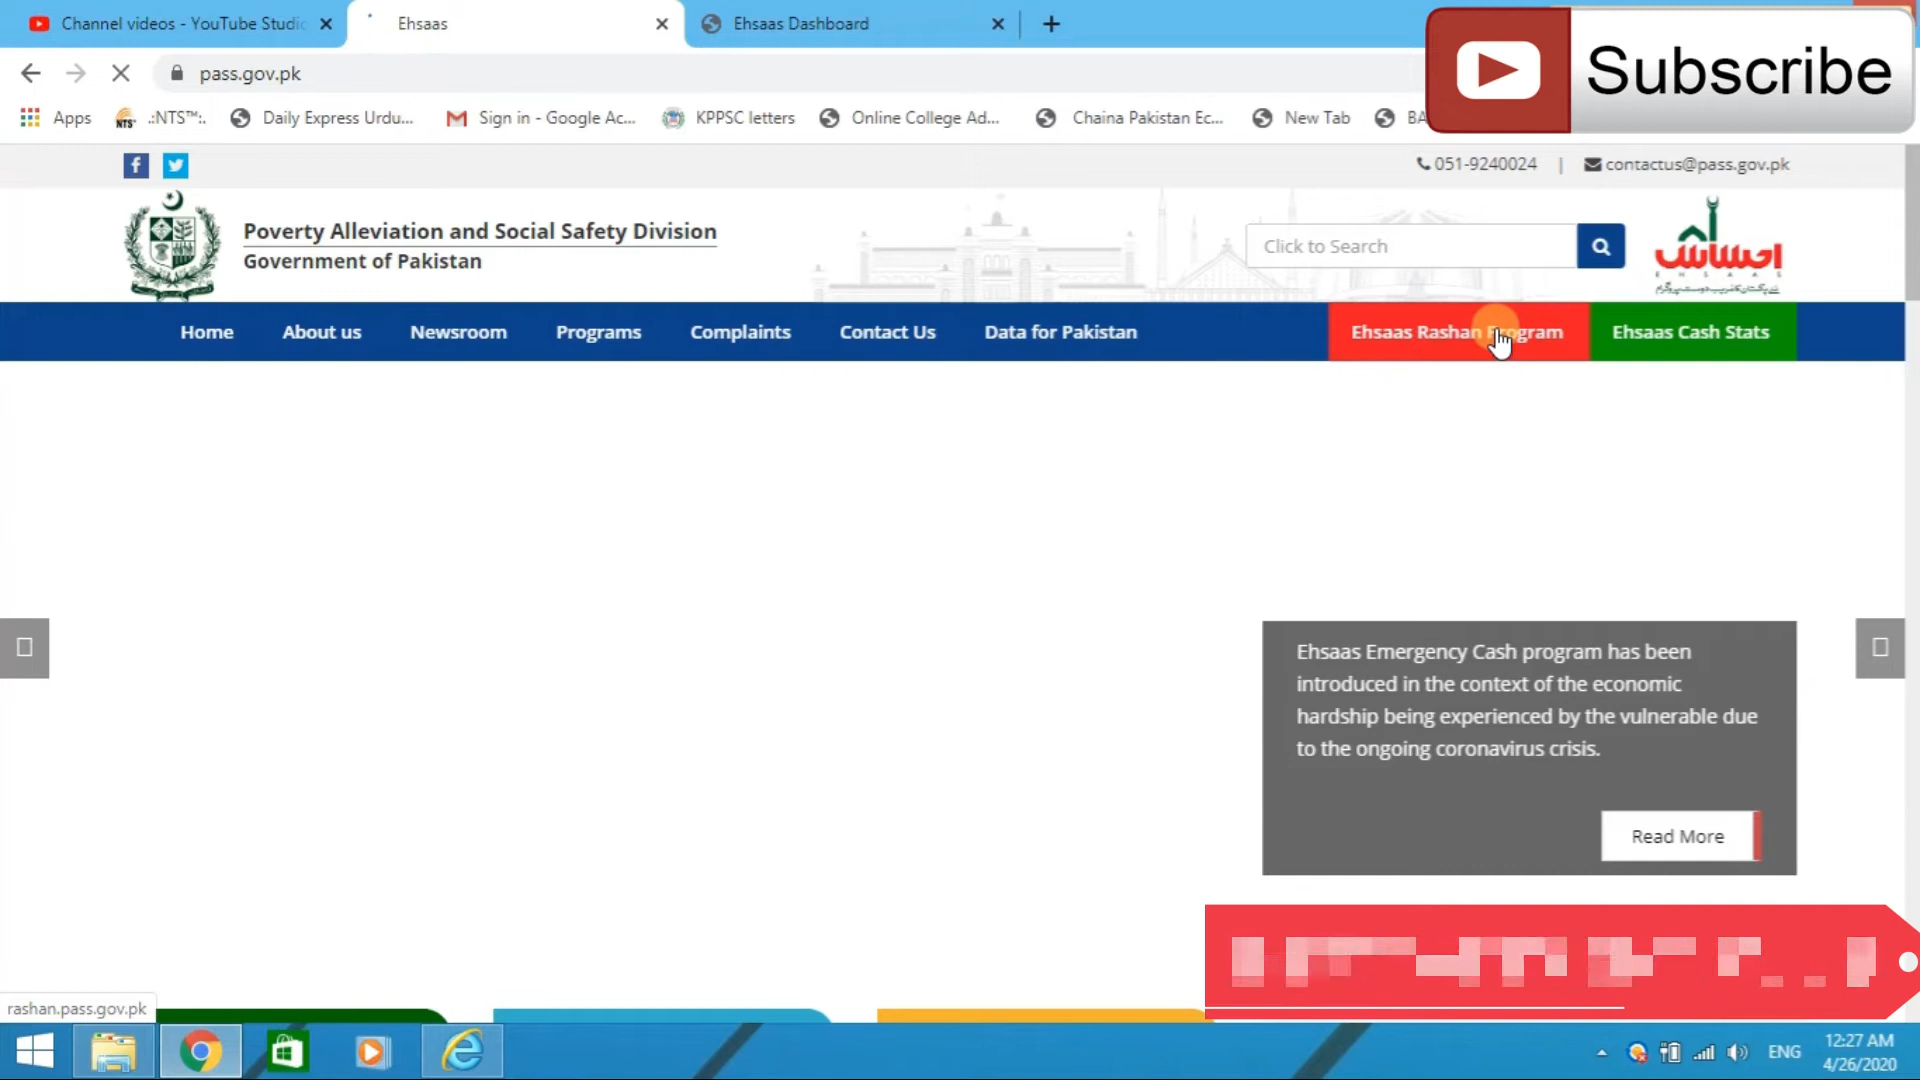 Channel videos - YouTube Studio
Ehsaas
Ehsaas Dashboard
pass.gov.pk
Subscribe
Apps
NTS
.:NTS™:.
Daily Express Urdu...
Sign in - Google Ac...
KPPSC letters
Online College Ad...
Chaina Pakistan Ec...
New Tab
BA
051-9240024 | contactus@pass.gov.pk
Poverty Alleviation and Social Safety Division
Government of Pakistan
Click to Search
احساس
EHSAAS
Home
About us
Newsroom
Programs
Complaints
Contact Us
Data for Pakistan
Ehsaas Rashan Program
Ehsaas Cash Stats
Ehsaas Emergency Cash program has been
introduced in the context of the economic
hardship being experienced by the vulnerable due
to the ongoing coronavirus crisis.
Read More
rashan.pass.gov.pk
ENG
12:27 AM
4/26/2020